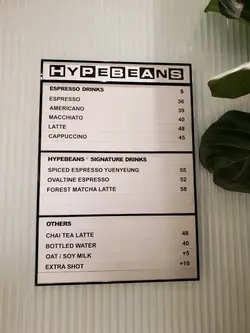 HYPEBEANS
ESPRESSO DRINKS $
ESPRESSO 36
AMERICANO 39
MACCHIATO 40
LATTE 48
CAPPUCCINO 45
HYPEBEANS® SIGNATURE DRINKS
SPICED ESPRESSO YUENYEUNG 55
OVALTINE ESPRESSO 52
FOREST MATCHA LATTE 58
OTHERS
CHAI TEA LATTE 48
BOTTLED WATER 40
OAT / SOY MILK +5
EXTRA SHOT +10